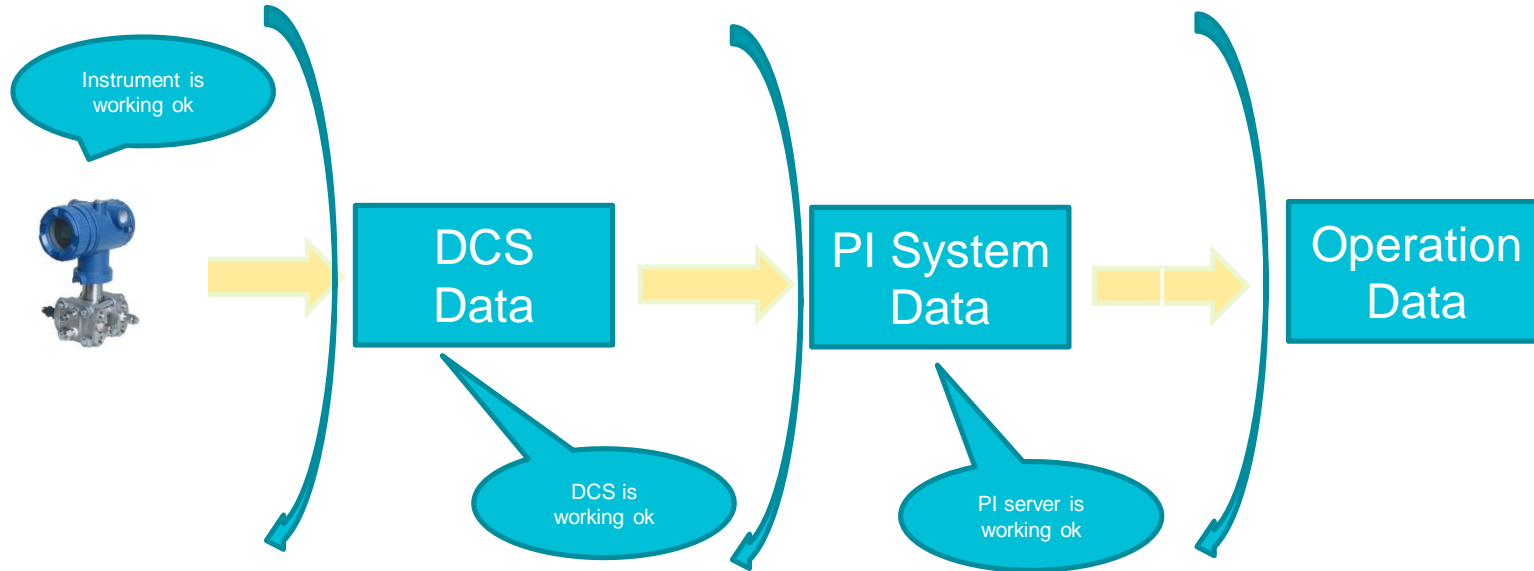 Instrument is
working ok
DCS
Data
PI System
Data
Operation
Data
DCS is
working ok
PI server is
working ok